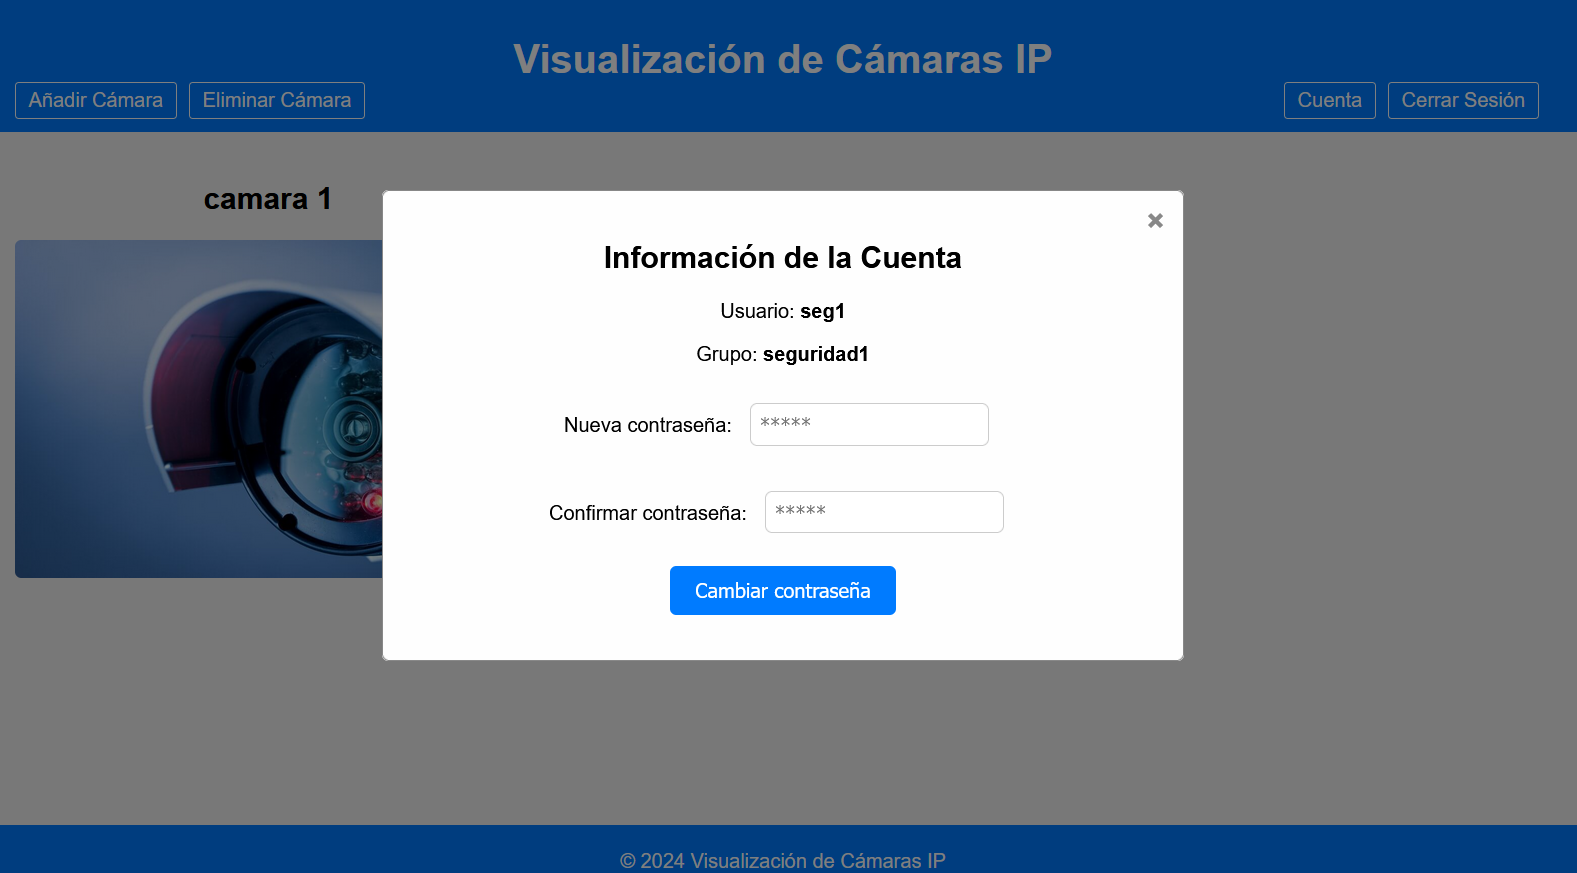 Visualización de Cámaras IP
Añadir Cámara
Eliminar Cámara
Cuenta
Cerrar Sesión
camara 1
Información de la Cuenta
Usuario: seg1
Grupo: seguridad1
Nueva contraseña: *****
Confirmar contraseña: *****
Cambiar contraseña
© 2024 Visualización de Cámaras IP